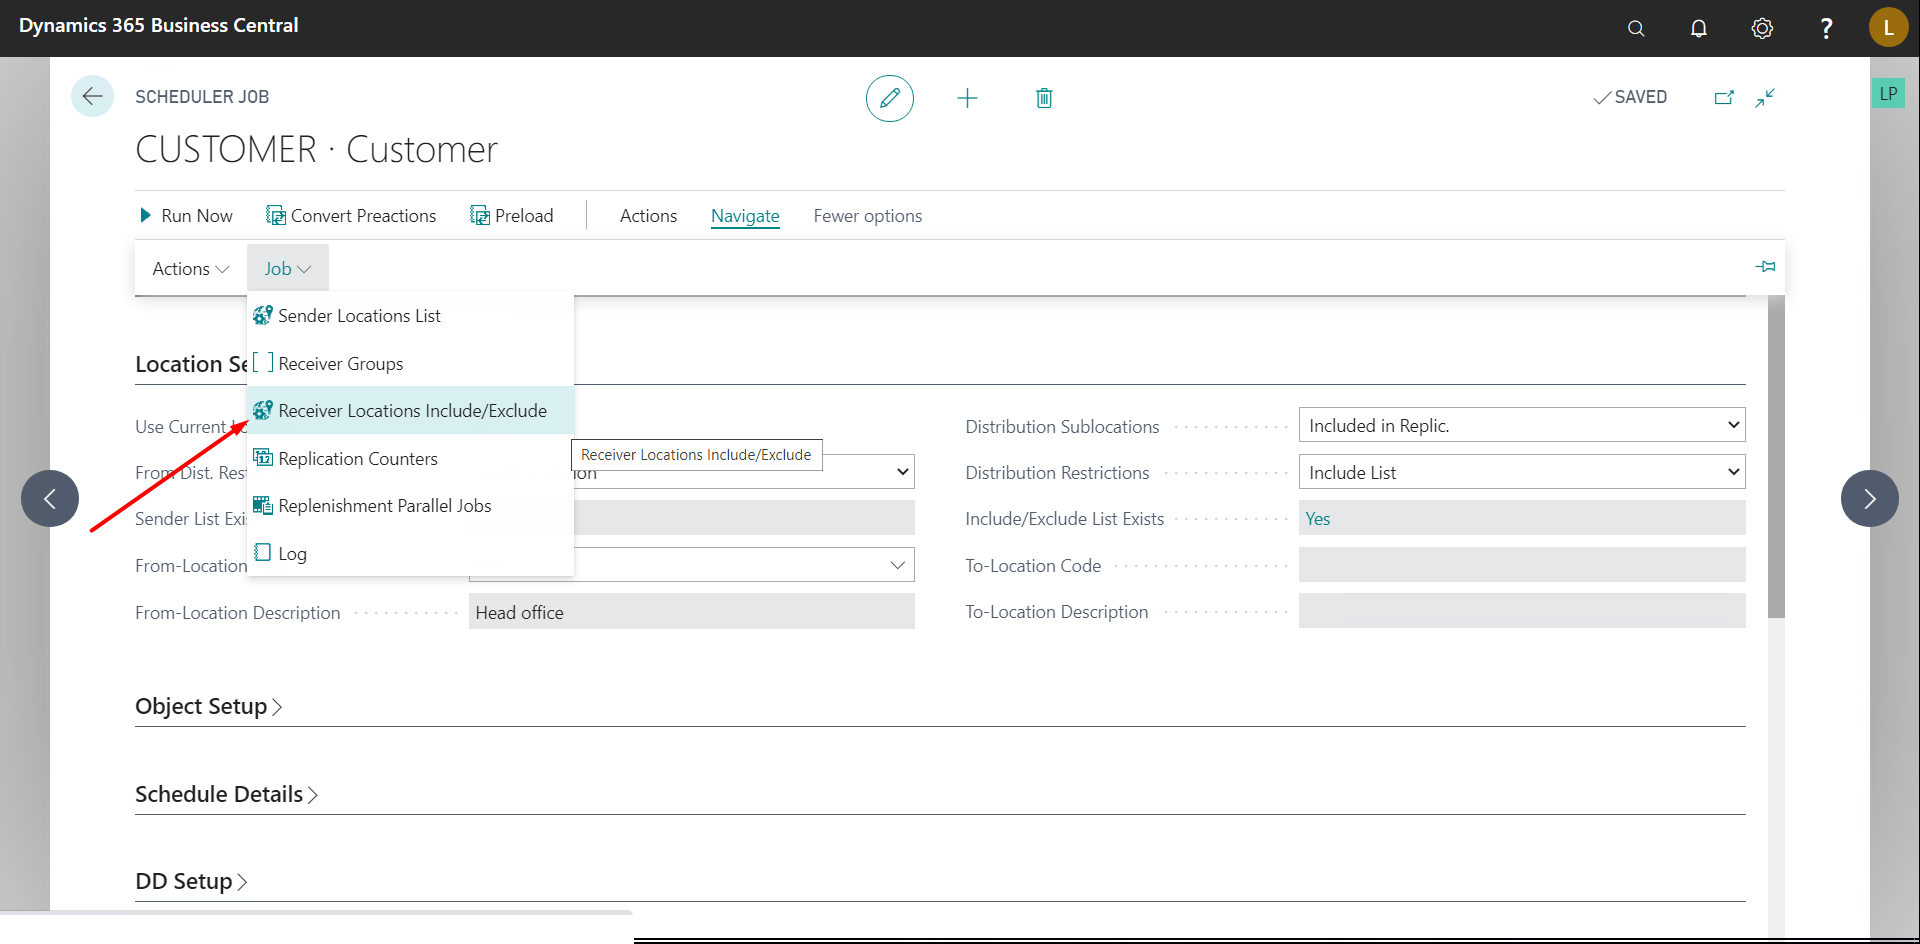 Dynamics 365 Business Central
L
SCHEDULER JOB
SAVED
LP
CUSTOMER · Customer
Run Now Convert Preactions Preload Actions Navigate Fewer options
Actions Job
Sender Locations List
Location Se
Receiver Groups
Receiver Locations Include/Exclude
Use Current
Distribution Sublocations Included in Replic.
Replication Counters
Receiver Locations Include/Exclude
From Dist. Res
Distribution Restrictions Include List
Replenishment Parallel Jobs
Sender List Exi
Include/Exclude List Exists Yes
Log
From-Location
To-Location Code
From-Location Description Head office
To-Location Description
Object Setup
Schedule Details
DD Setup